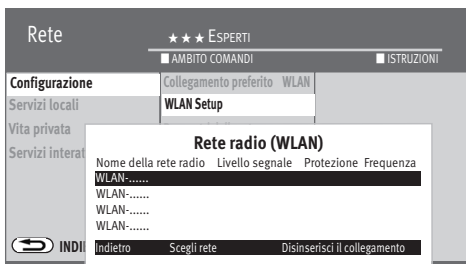 Rete
★ ★ ★ ESPERTI
AMBITO COMANDI
ISTRUZIONI
Configurazione
Collegamento preferito WLAN
Servizi locali
WLAN Setup
Vita privata
Servizi interat
Rete radio (WLAN)
Nome della rete radio Livello segnale Protezione Frequenza
WLAN-......
WLAN-......
WLAN-......
WLAN-......
INDI
Indietro Scegli rete Disinserisci il collegamento